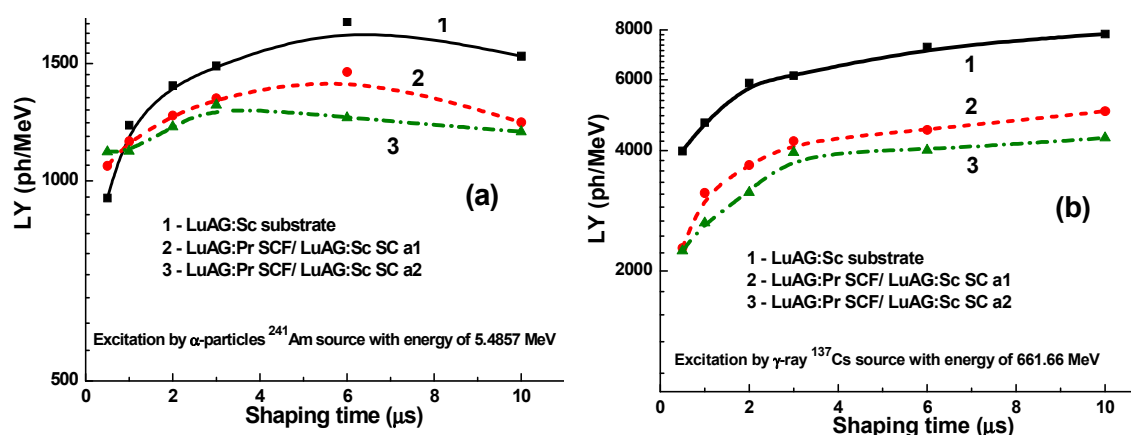 1500
1000
500
LY (ph/MeV)
0
2
4
6
8
10
Shaping time (μs)
1
2
3
(a)
1 - LuAG:Sc substrate
2 - LuAG:Pr SCF/ LuAG:Sc SC a1
3 - LuAG:Pr SCF/ LuAG:Sc SC a2
Excitation by α-particles ²⁴¹Am source with energy of 5.4857 MeV
8000
6000
4000
2000
LY (ph/MeV)
0
2
4
6
8
10
Shaping time (μs)
1
2
3
(b)
1 - LuAG:Sc substrate
2 - LuAG:Pr SCF/ LuAG:Sc SC a1
3 - LuAG:Pr SCF/ LuAG:Sc SC a2
Excitation by γ-ray ¹³⁷Cs source with energy of 661.66 MeV